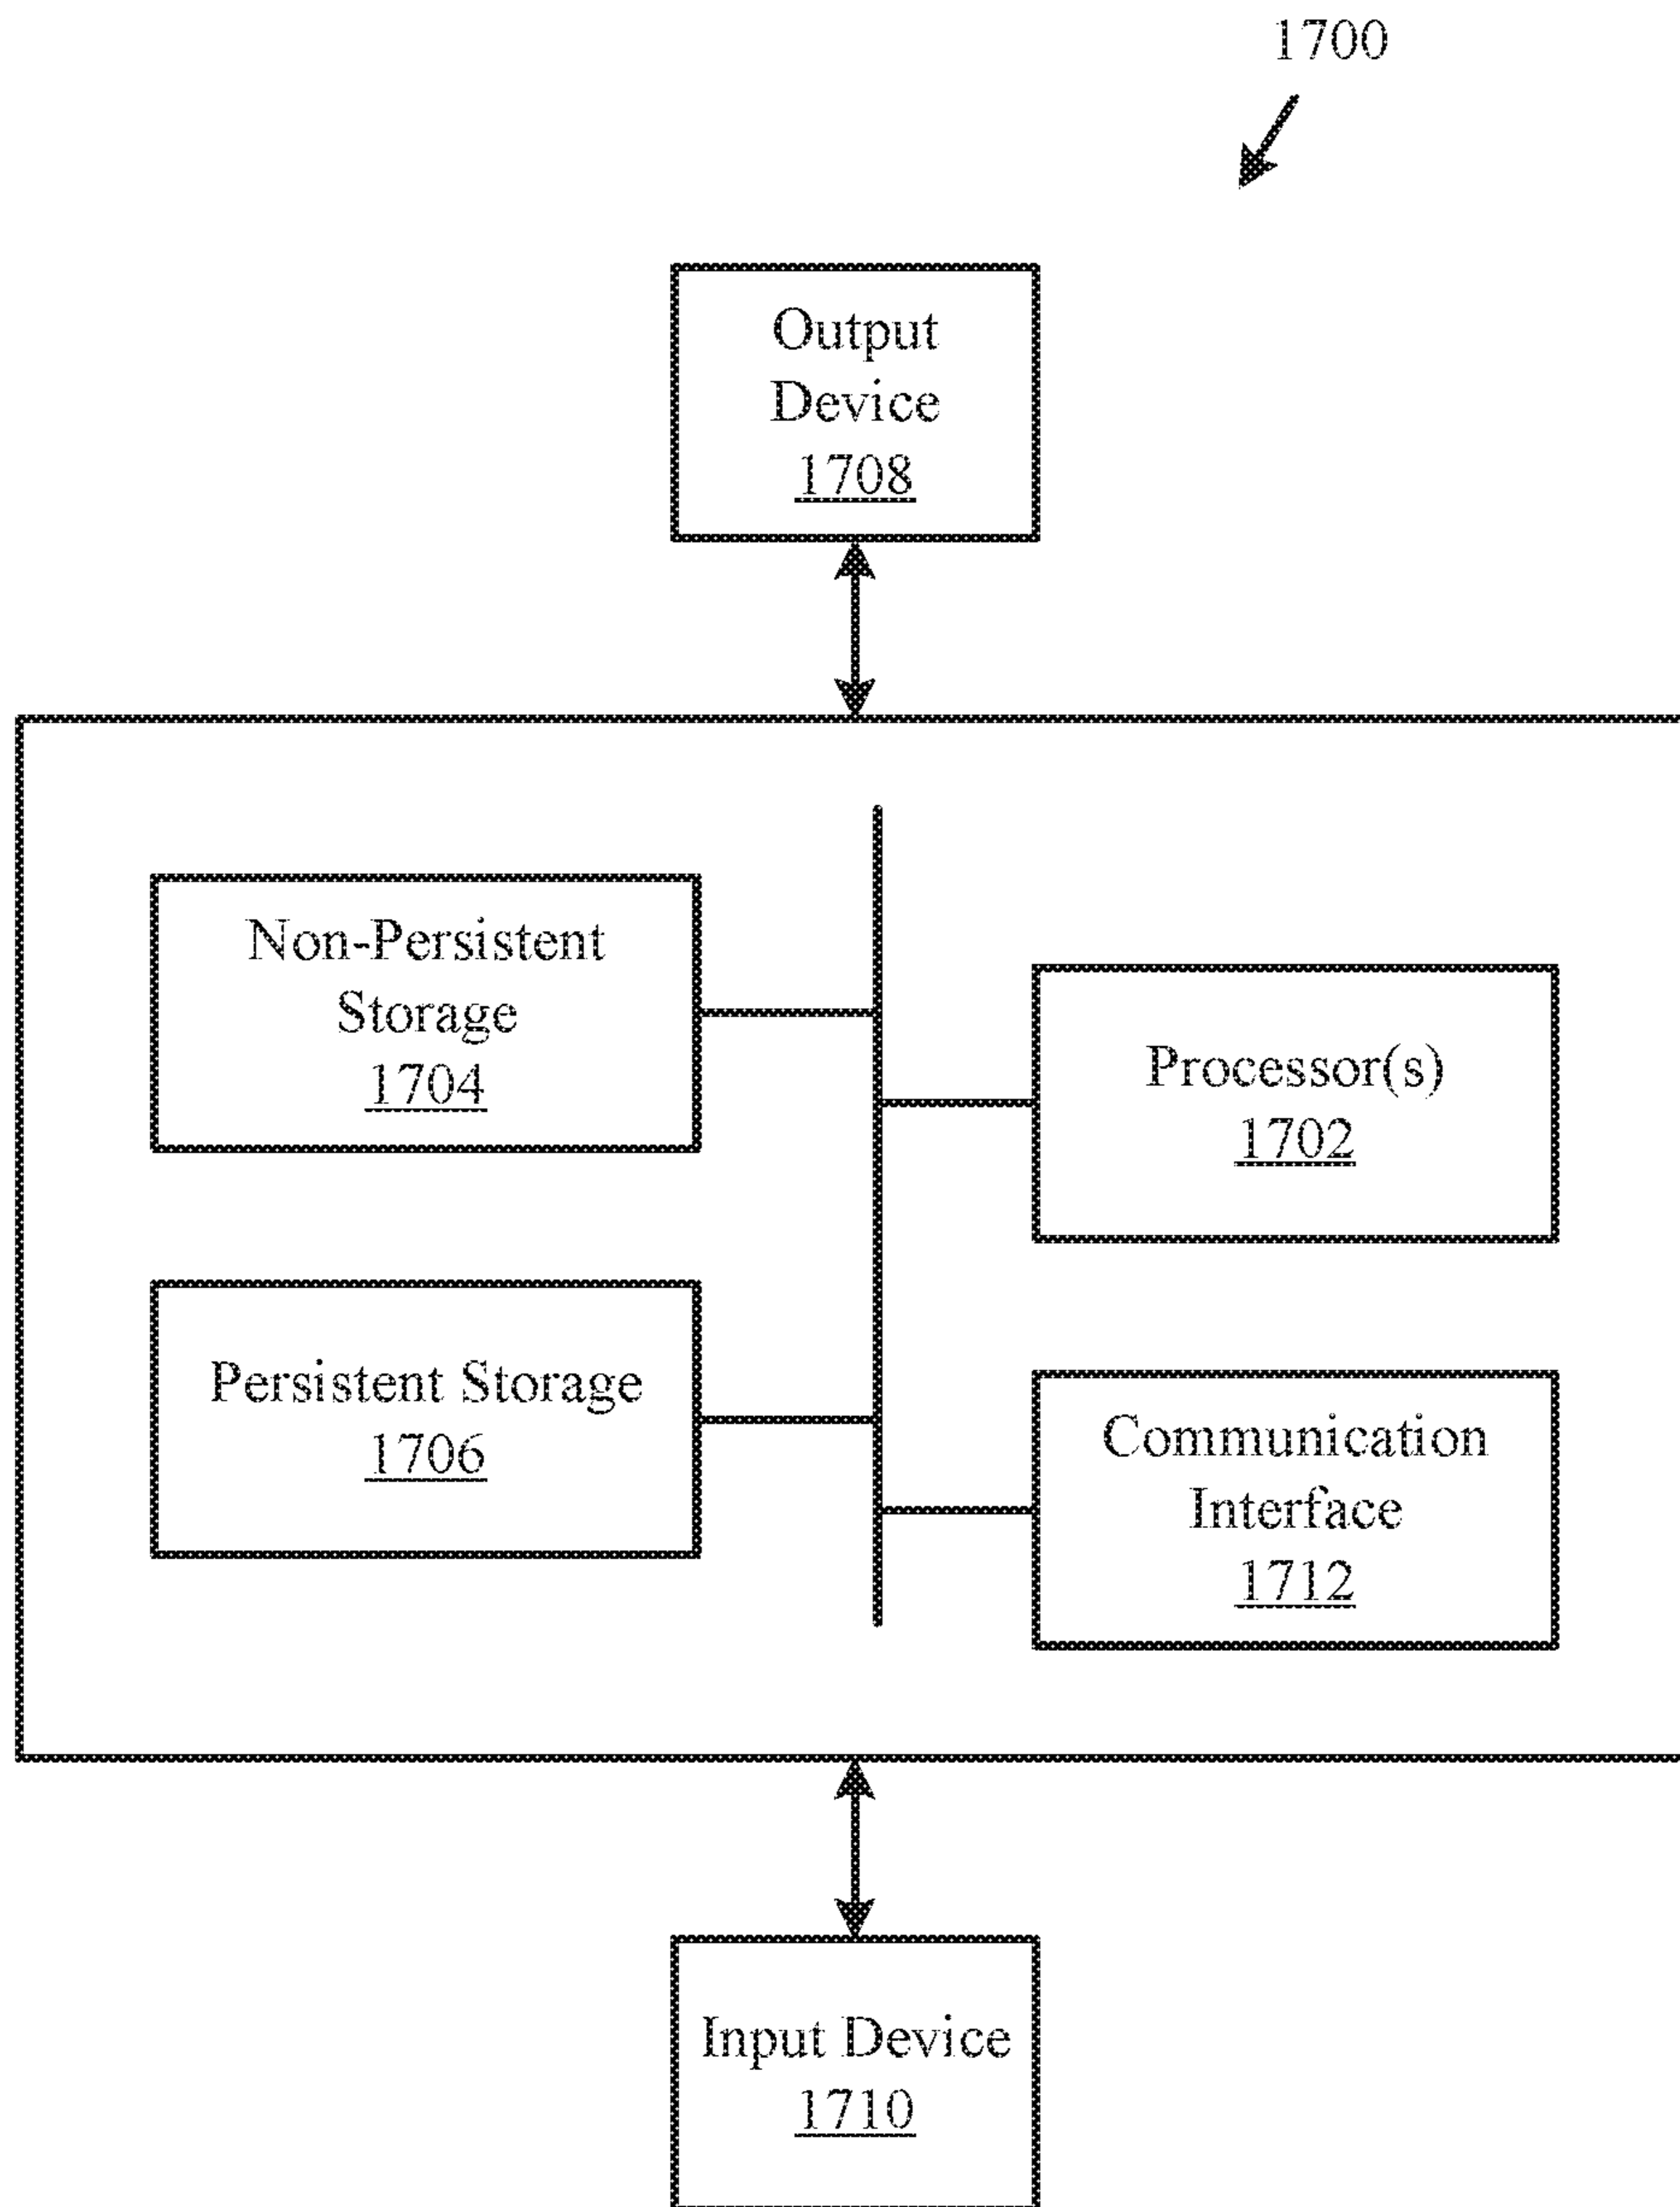 1700
Output
Device
1708
Non-Persistent
Storage
1704
Processor(s)
1702
Persistent Storage
1706
Communication
Interface
1712
Input Device
1710